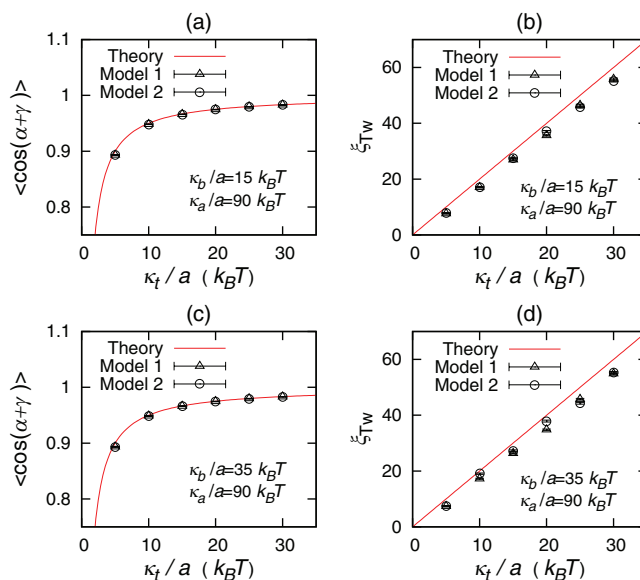 (a)
<cos(α+γ)>
1.1
1
0.9
0.8
Theory
Model 1
Model 2
κb/a=15 kBT
κa/a=90 kBT
0 10 20 30
κt / a ( kBT)
(b)
ξTw
60
40
20
0
Theory
Model 1
Model 2
κb/a=15 kBT
κa/a=90 kBT
0 10 20 30
κt / a ( kBT)
(c)
<cos(α+γ)>
1.1
1
0.9
0.8
Theory
Model 1
Model 2
κb/a=35 kBT
κa/a=90 kBT
0 10 20 30
κt / a ( kBT)
(d)
ξTw
60
40
20
0
Theory
Model 1
Model 2
κb/a=35 kBT
κa/a=90 kBT
0 10 20 30
κt / a ( kBT)